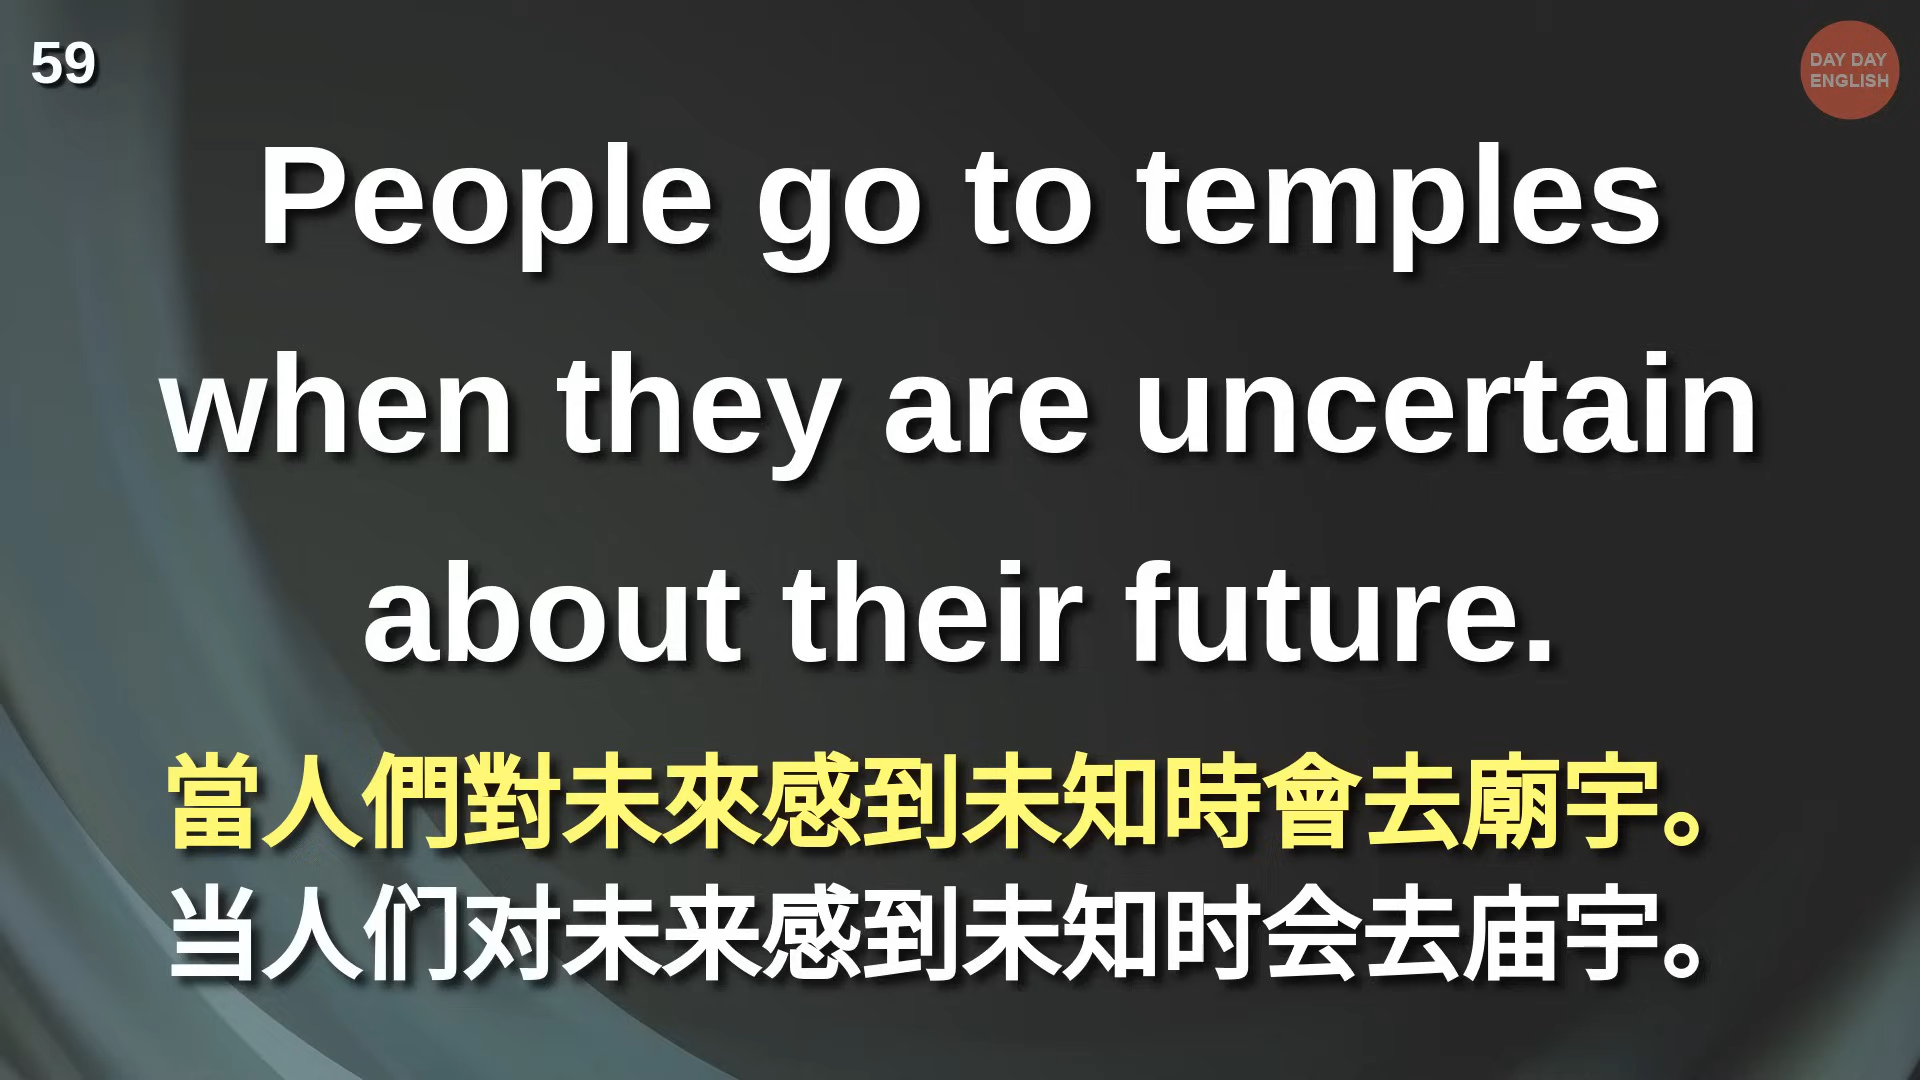 59
DAY DAY
ENGLISH
People go to temples
when they are uncertain
about their future.
當人們對未來感到未知時會去廟宇。
当人们对未来感到未知时会去庙宇。